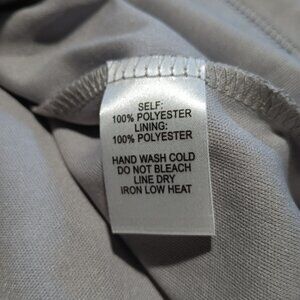 SELF:
100% POLYESTER
LINING:
100% POLYESTER
HAND WASH COLD
DO NOT BLEACH
LINE DRY
IRON LOW HEAT